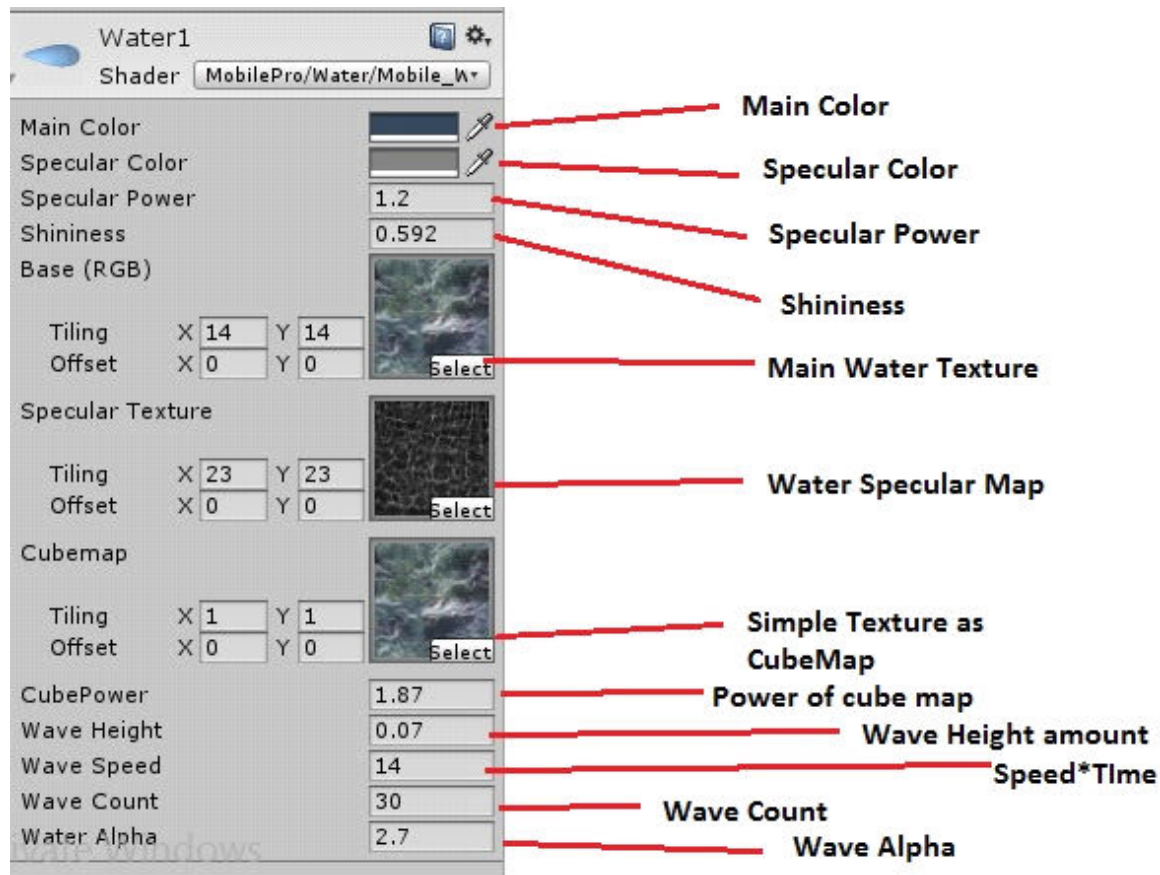 Water1
Shader MobilePro/Water/Mobile_W
Main Color
Main Color
Specular Color
Specular Color
Specular Power 1.2
Specular Power
Shininess 0.592
Shininess
Base (RGB)
Tiling X 14 Y 14
Offset X 0 Y 0
Select
Main Water Texture
Specular Texture
Tiling X 23 Y 23
Offset X 0 Y 0
Select
Water Specular Map
Cubemap
Tiling X 1 Y 1
Offset X 0 Y 0
Select
Simple Texture as
CubeMap
CubePower 1.87
Power of cube map
Wave Height 0.07
Wave Height amount
Wave Speed 14
Speed*TIme
Wave Count 30
Wave Count
Water Alpha 2.7
Wave Alpha
Windows